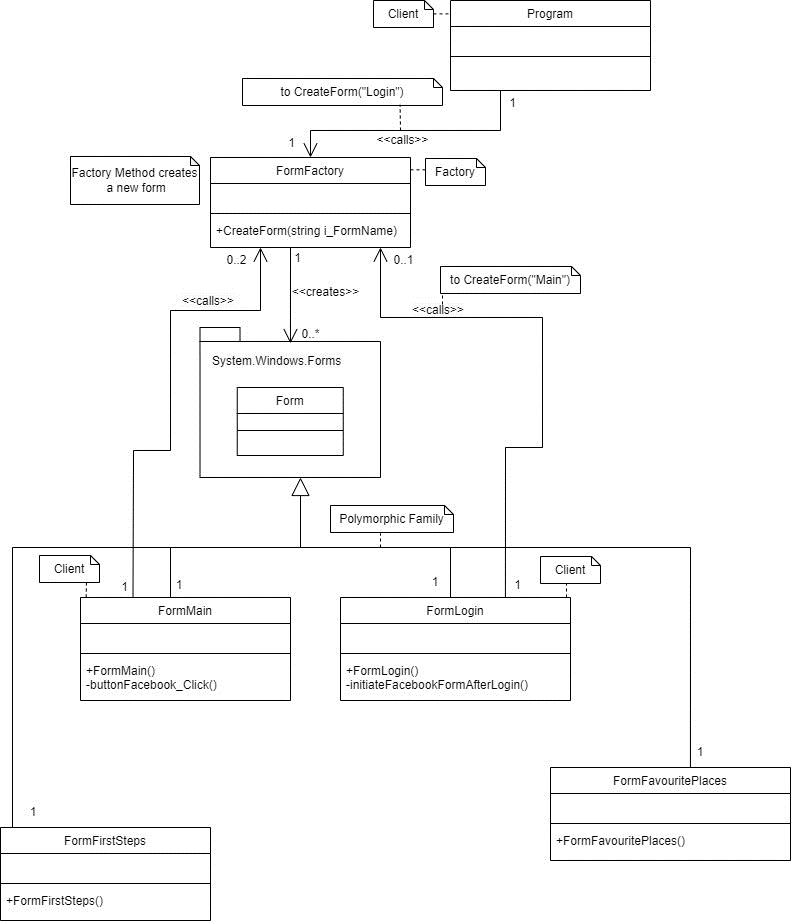 Client
Program
to CreateForm("Login")
1
1
<<calls>>
Factory Method creates
a new form
FormFactory
Factory
+CreateForm(string i_FormName)
0..2
1
0..1
to CreateForm("Main")
<<calls>>
<<creates>>
<<calls>>
0..*
System.Windows.Forms
Form
Polymorphic Family
Client
Client
1
1
1
1
FormMain
FormLogin
+FormMain()
-buttonFacebook_Click()
+FormLogin()
-initiateFacebookFormAfterLogin()
1
FormFavouritePlaces
1
FormFirstSteps
+FormFavouritePlaces()
+FormFirstSteps()